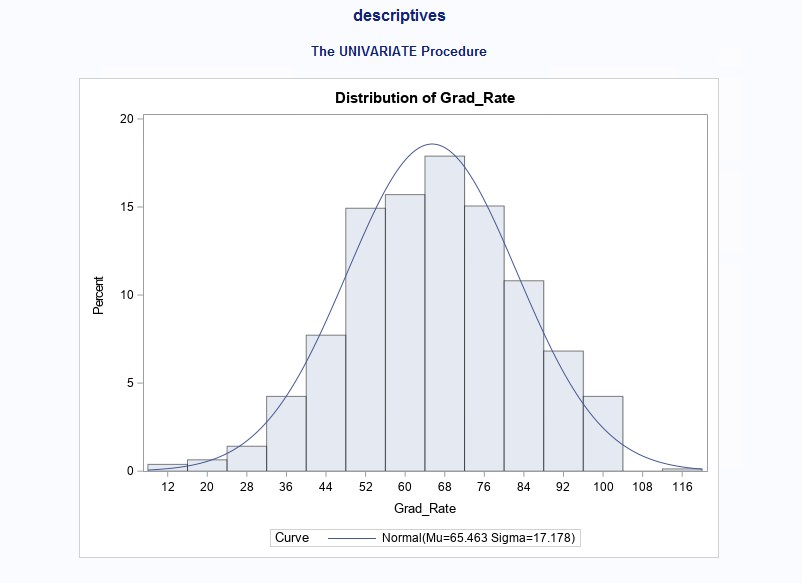 descriptives
The UNIVARIATE Procedure
Distribution of Grad_Rate
20
15
10
5
0
Percent
12 20 28 36 44 52 60 68 76 84 92 100 108 116
Grad_Rate
Curve Normal(Mu=65.463 Sigma=17.178)